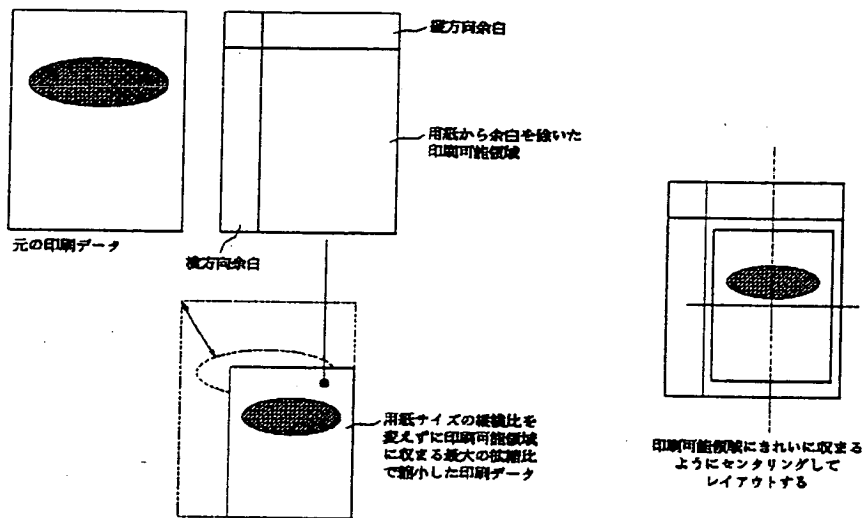 縦方向余白
用紙から余白を除いた
印刷可能領域
元の印刷データ
横方向余白
用紙サイズの縦横比を
変えずに印刷可能領域
に収まる最大の拡縮比
で縮小した印刷データ
印刷可能領域にきれいに収まる
ようにセンタリングして
レイアウトする